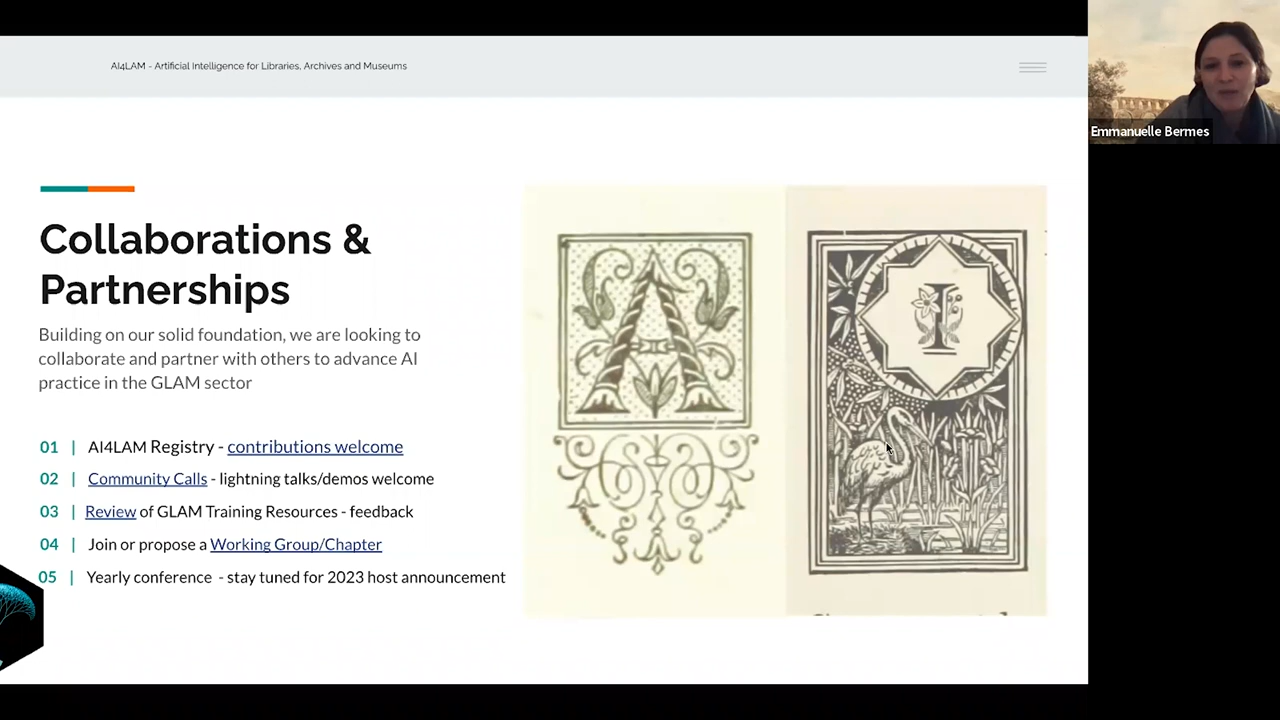 AI4LAM - Artificial Intelligence for Libraries, Archives and Museums
Emmanuelle Bermes
Collaborations &
Partnerships
Building on our solid foundation, we are looking to
collaborate and partner with others to advance AI
practice in the GLAM sector
01 | AI4LAM Registry - contributions welcome
02 | Community Calls - lightning talks/demos welcome
03 | Review of GLAM Training Resources - feedback
04 | Join or propose a Working Group/Chapter
05 | Yearly conference - stay tuned for 2023 host announcement
A
I